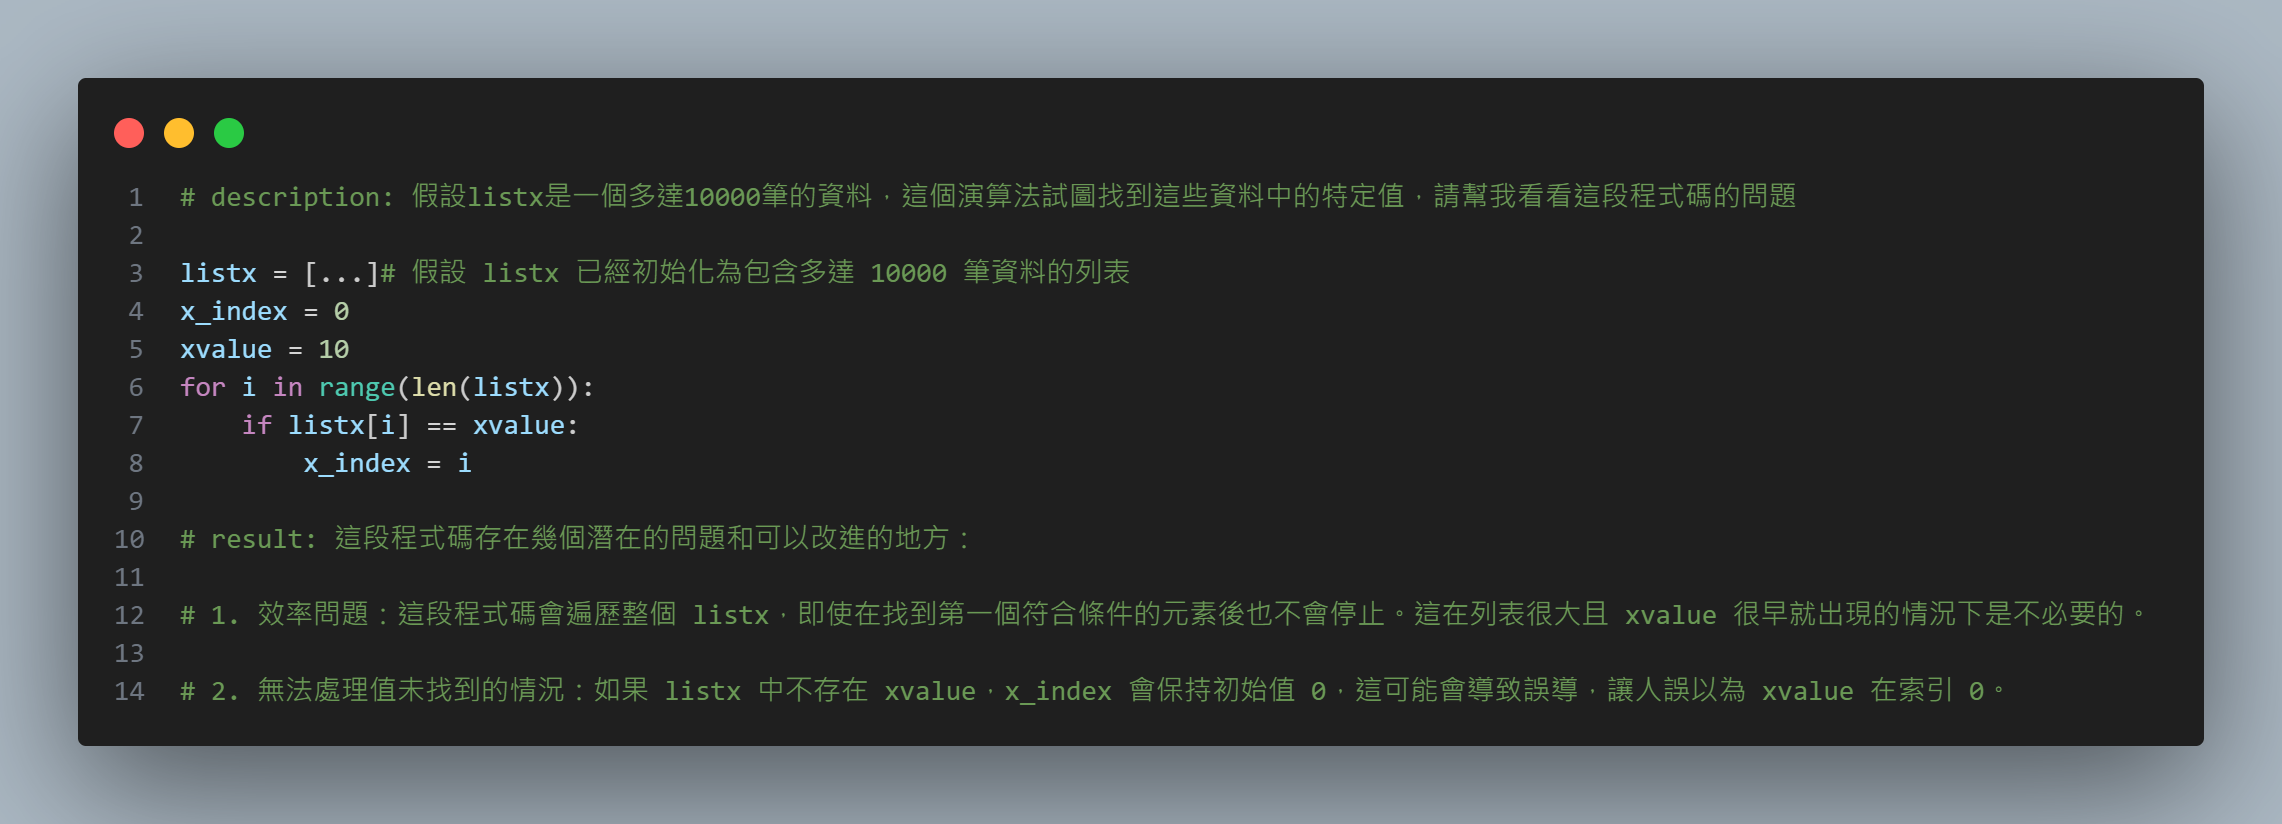 1 # description: 假設listx是一個多達10000筆的資料，這個演算法試圖找到這些資料中的特定值，請幫我看看這段程式碼的問題
2
3 listx = [...]# 假設 listx 已經初始化為包含多達 10000 筆資料的列表
4 x_index = 0
5 xvalue = 10
6 for i in range(len(listx)):
7     if listx[i] == xvalue:
8         x_index = i
9
10 # result: 這段程式碼存在幾個潛在的問題和可以改進的地方：
11
12 # 1. 效率問題：這段程式碼會遍歷整個 listx，即使在找到第一個符合條件的元素後也不會停止。這在列表很大且 xvalue 很早就出現的情況下是不必要的。
13
14 # 2. 無法處理值未找到的情況：如果 listx 中不存在 xvalue，x_index 會保持初始值 0，這可能會導致誤導，讓人誤以為 xvalue 在索引 0。